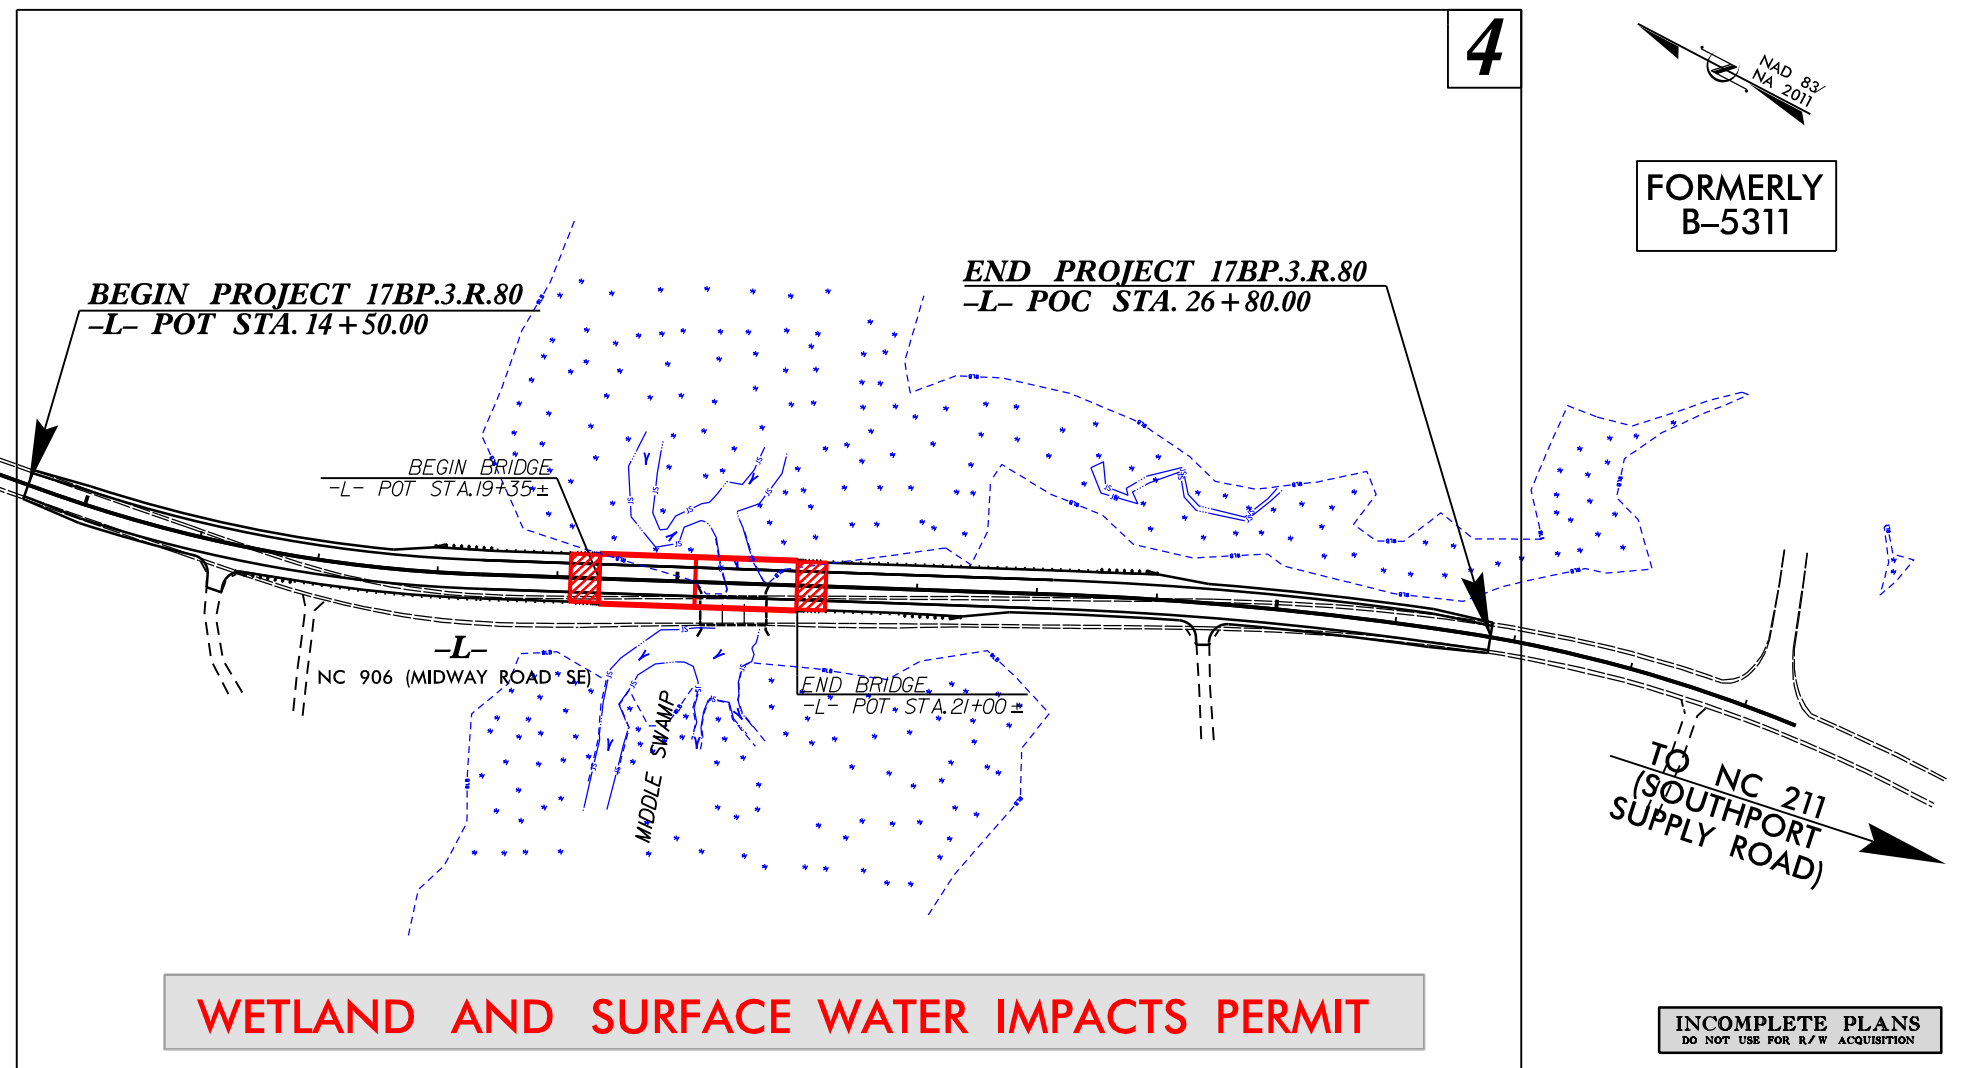 4
NAD 83/
NA 2011
FORMERLY
B–5311
BEGIN PROJECT 17BP.3.R.80
–L– POT STA. 14+50.00
END PROJECT 17BP.3.R.80
–L– POC STA. 26+80.00
BEGIN BRIDGE
-L- POT STA.19+35±
–L–
NC 906 (MIDWAY ROAD SE)
END BRIDGE
-L- POT STA.21+00±
MIDDLE SWAMP
TO NC 211
(SOUTHPORT
SUPPLY ROAD)
WETLAND AND SURFACE WATER IMPACTS PERMIT
INCOMPLETE PLANS
DO NOT USE FOR R/W ACQUISITION